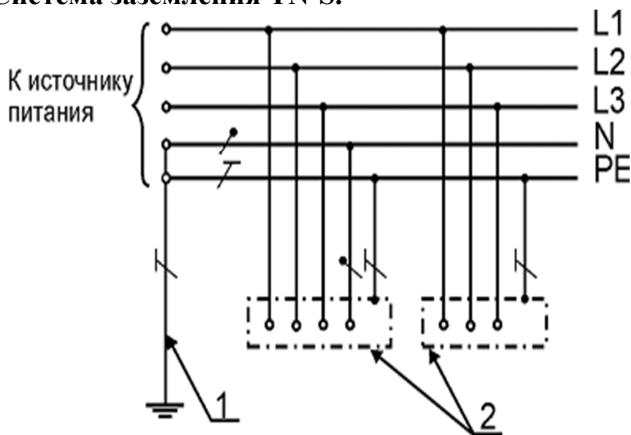 Система заземления TN-S.
L1
L2
К источнику
L3
питания
N
PE
1
2